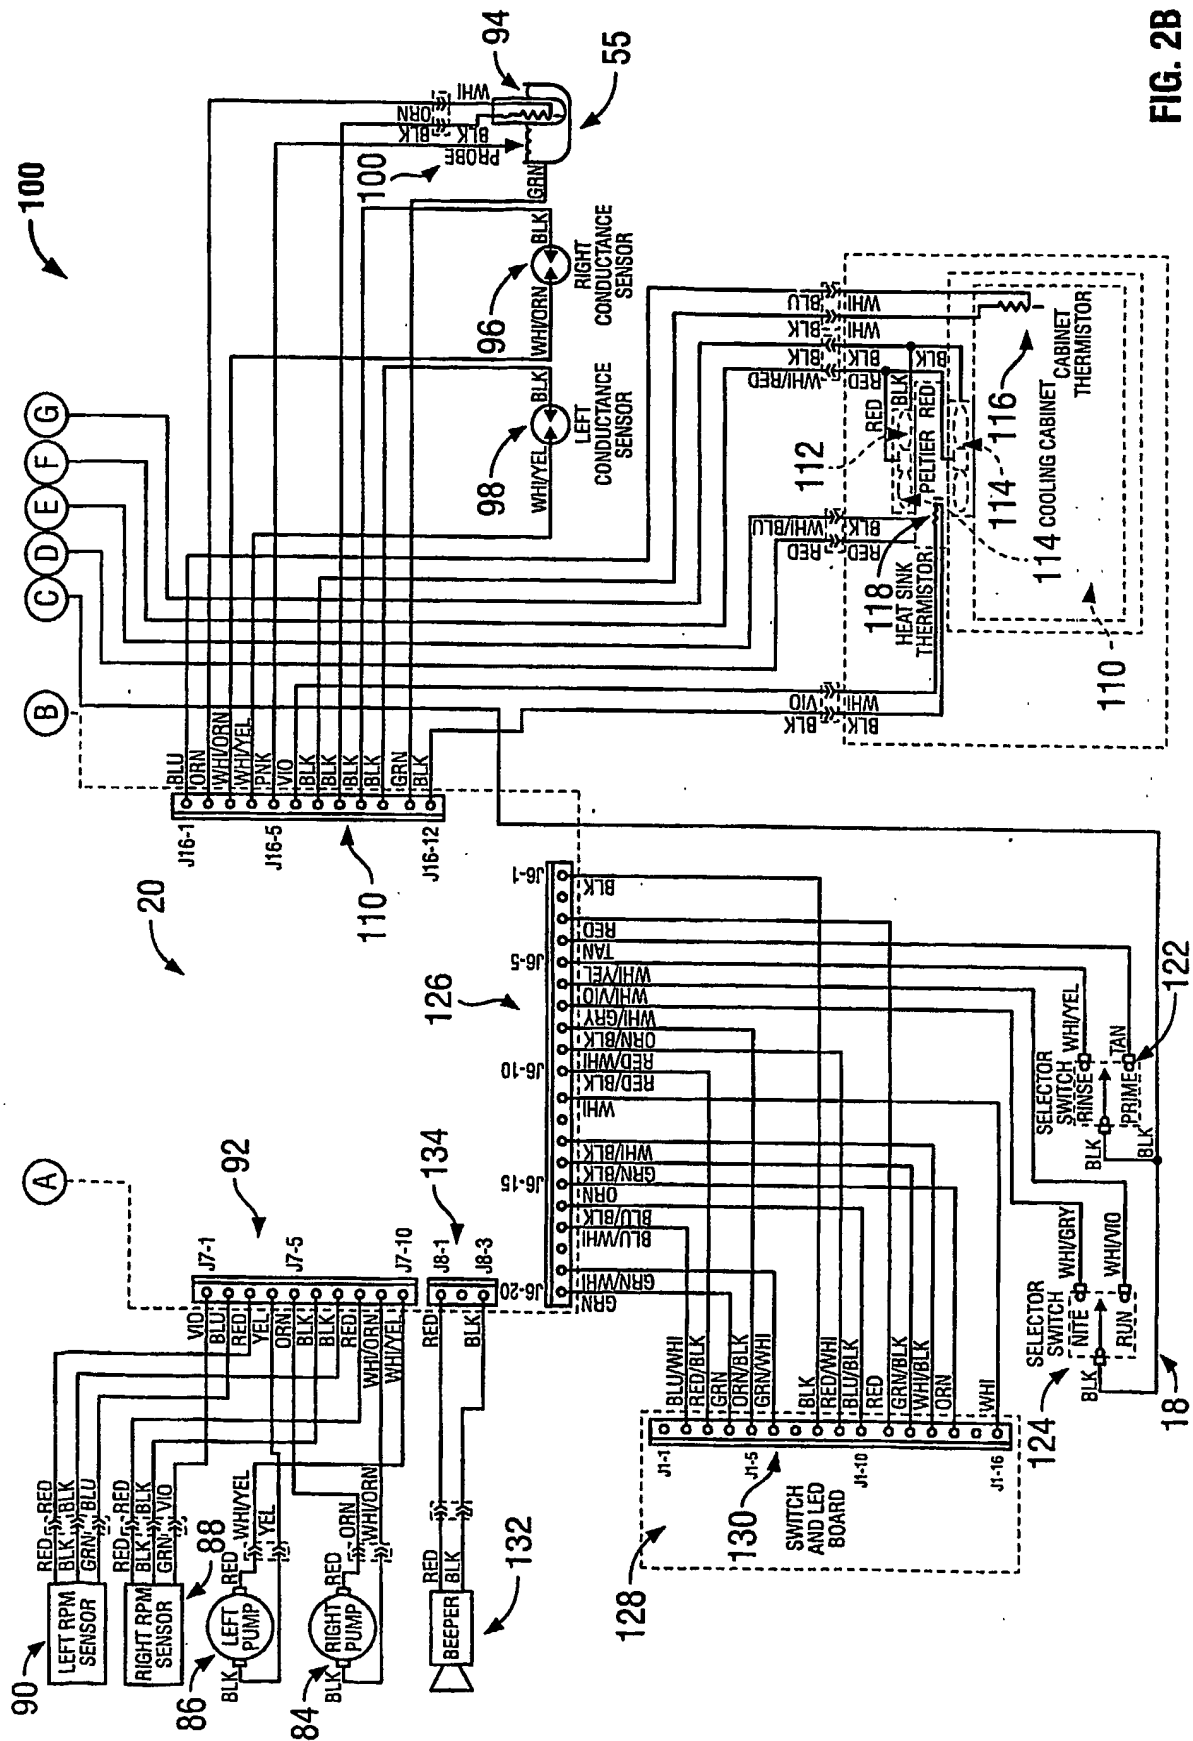 FIG. 2B
100
20
18
A
B
C
D
E
F
G
90
LEFT RPM
SENSOR
RED
BLK
GRN
RED
BLK
BLU
RIGHT RPM
SENSOR
88
RED
BLK
GRN
RED
BLK
VIO
86
LEFT
PUMP
RED
BLK
WHI/YEL
YEL
84
RIGHT
PUMP
RED
BLK
ORN
WHI/ORN
BEEPER
132
RED
BLK
RED
BLK
92
J7-1
J7-5
J7-10
VIO
BLU
RED
YEL
ORN
BLK
BLK
RED
WHI/ORN
WHI/YEL
134
J8-1
J8-3
126
J6-1
J6-5
J6-10
J6-15
J6-20
BLK
RED
TAN
WHI/YEL
WHI/VIO
WHI/GRY
ORN/BLK
RED/WHI
RED/BLK
WHI
WHI/BLK
GRN/BLK
ORN
BLU/BLK
BLU/WHI
GRN/WHI
GRN
128
130
SWITCH
AND LED
BOARD
J1-1
J1-5
J1-10
J1-16
BLU/WHI
RED/BLK
GRN
ORN/BLK
GRN/WHI
BLK
RED/WHI
BLU/BLK
RED
GRN/BLK
WHI/BLK
ORN
WHI
124
SELECTOR
SWITCH
NITE
RUN
BLK
WHI/GRY
WHI/VIO
122
SELECTOR
SWITCH
RINSE
PRIME
BLK
BLK
WHI/YEL
TAN
110
J16-1
J16-5
J16-12
BLU
ORN
WHI/ORN
WHI/YEL
PNK
VIO
BLK
BLK
BLK
BLK
GRN
BLK
98
LEFT
CONDUCTANCE
SENSOR
WHI/YEL
BLK
96
RIGHT
CONDUCTANCE
SENSOR
WHI/ORN
BLK
94
55
100
PROBE
BLK
BLK
ORN
WHI
GRN
BLK
VIO
BLK
WHI
RED
WHI/BLU
RED
BLK
WHI/RED
BLK
BLK
BLU
RED
BLK
WHI
WHI
118
HEAT SINK
THERMISTOR
112
114
114
116
PELTIER
RED
BLK
RED
BLK
COOLING CABINET
CABINET
THERMISTOR
110